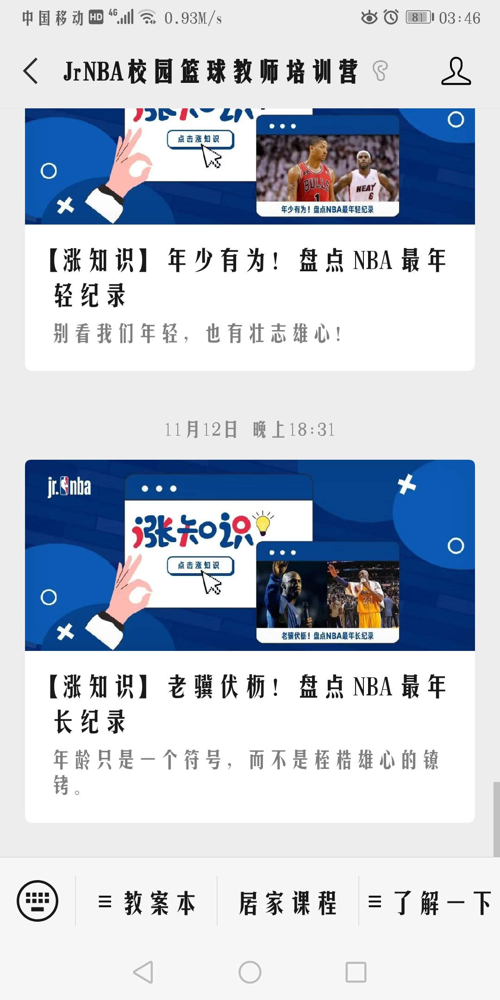 中国移动 HD 4G 0.93M/s 81 03:46
JrNBA校园篮球教师培训营
涨知识
点击涨知识
BULLS
1
HEAT
6
年少有为！盘点NBA最年轻纪录
【涨知识】年少有为！盘点NBA最年
轻纪录
别看我们年轻，也有壮志雄心！
11月12日 晚上18:31
jr.nba
涨知识
点击涨知识
24
老骥伏枥！盘点NBA最年长纪录
【涨知识】老骥伏枥！盘点NBA最年
长纪录
年龄只是一个符号，而不是桎梏雄心的镣
铐。
教案本 居家课程 了解一下